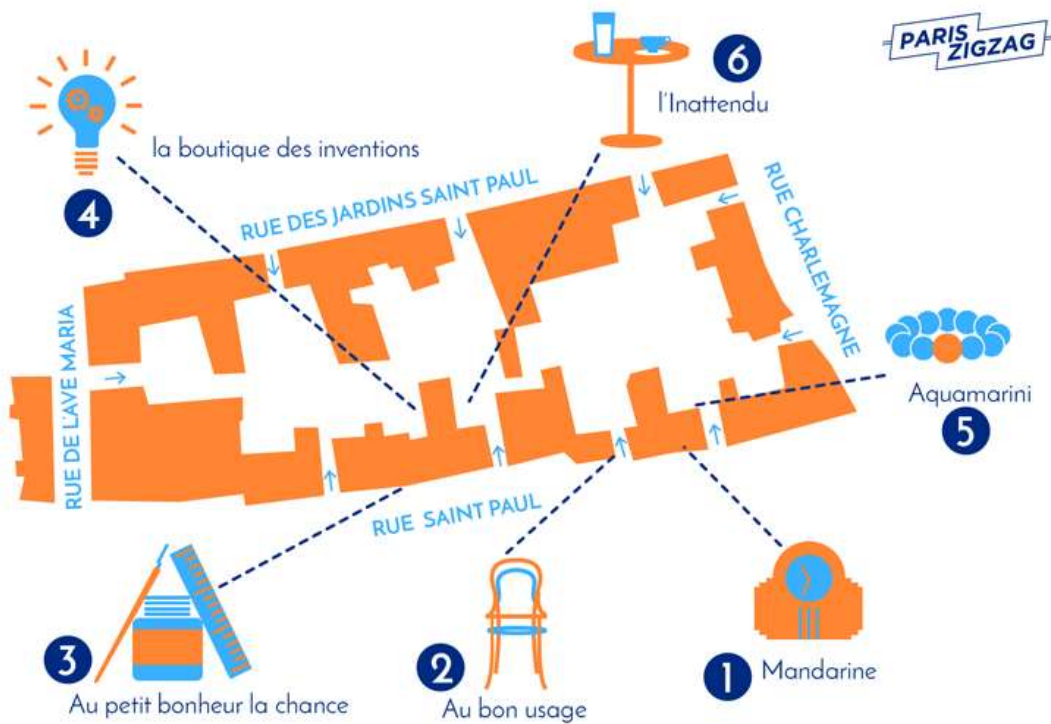 PARIS
ZIGZAG
6
l'Inattendu
la boutique des inventions
4
RUE DES JARDINS SAINT PAUL
RUE CHARLEMAGNE
RUE DE L'AVE MARIA
Aquamarini
5
RUE SAINT PAUL
3
Au petit bonheur la chance
2
Au bon usage
1
Mandarine